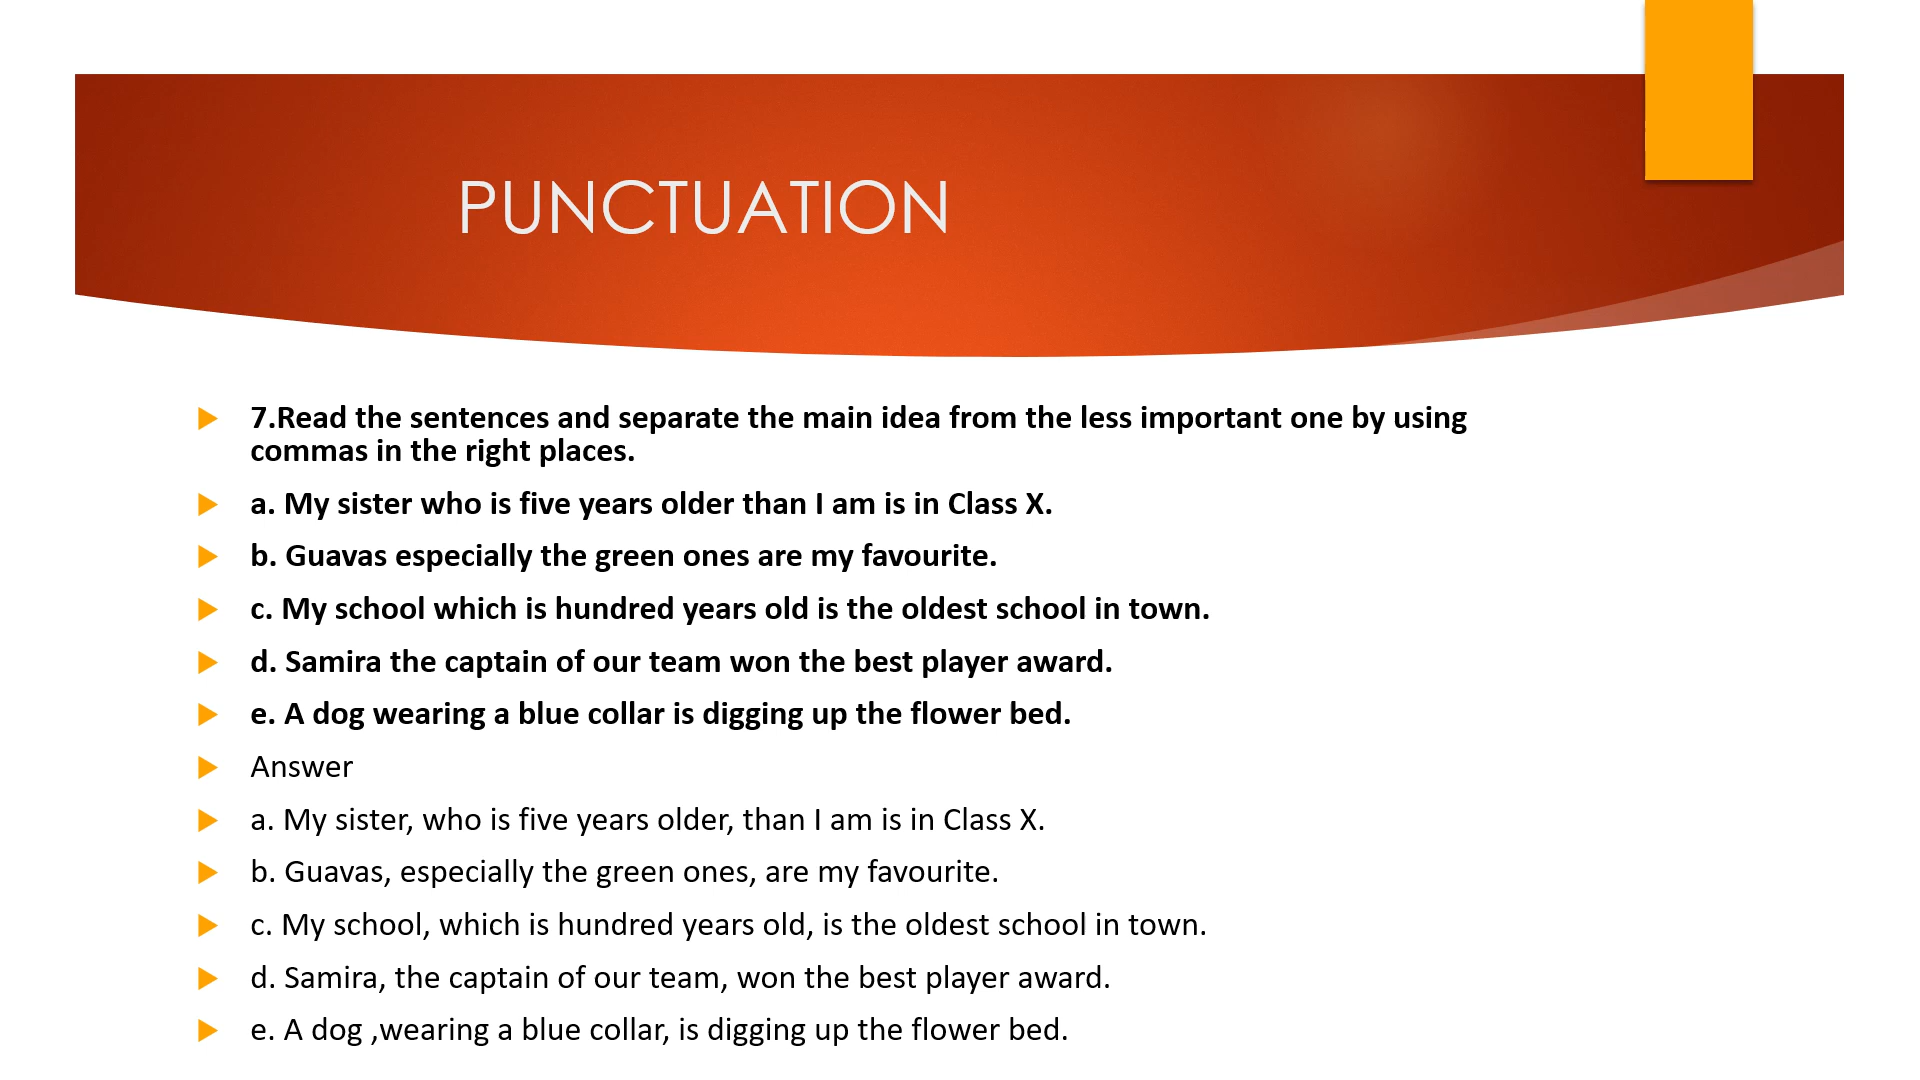 PUNCTUATION
7.Read the sentences and separate the main idea from the less important one by using
commas in the right places.
a. My sister who is five years older than I am is in Class X.
b. Guavas especially the green ones are my favourite.
c. My school which is hundred years old is the oldest school in town.
d. Samira the captain of our team won the best player award.
e. A dog wearing a blue collar is digging up the flower bed.
Answer
a. My sister, who is five years older, than I am is in Class X.
b. Guavas, especially the green ones, are my favourite.
c. My school, which is hundred years old, is the oldest school in town.
d. Samira, the captain of our team, won the best player award.
e. A dog ,wearing a blue collar, is digging up the flower bed.